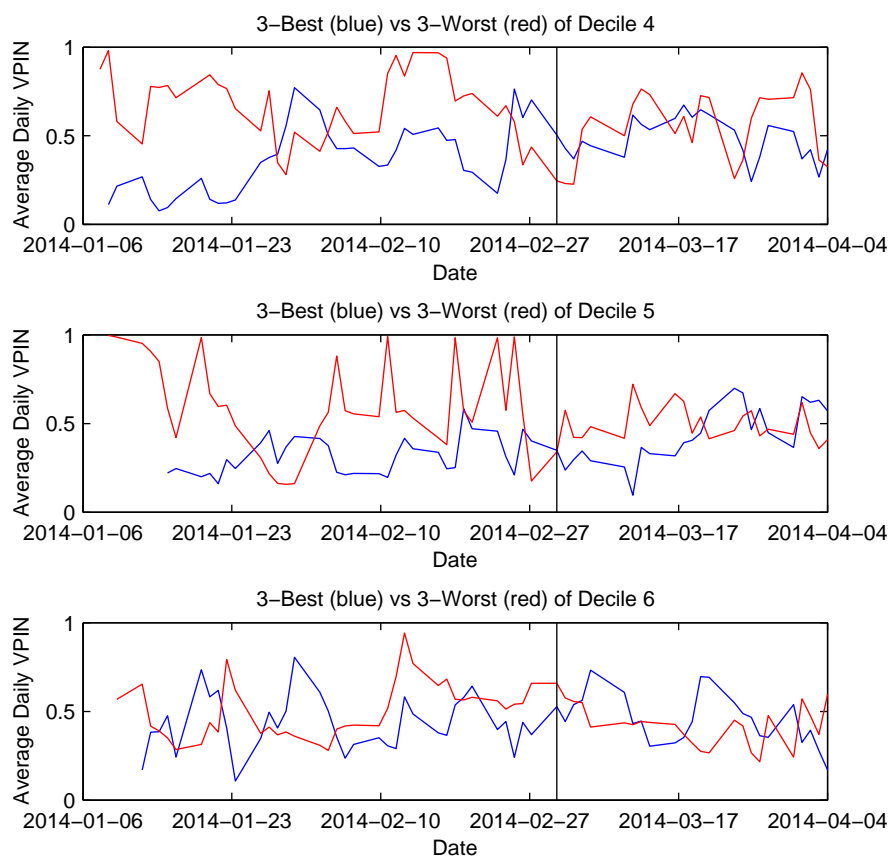 3−Best (blue) vs 3−Worst (red) of Decile 4
Average Daily VPIN
1
0.5
0
2014−01−06 2014−01−23 2014−02−10 2014−02−27 2014−03−17 2014−04−04
Date
3−Best (blue) vs 3−Worst (red) of Decile 5
Average Daily VPIN
1
0.5
0
2014−01−06 2014−01−23 2014−02−10 2014−02−27 2014−03−17 2014−04−04
Date
3−Best (blue) vs 3−Worst (red) of Decile 6
Average Daily VPIN
1
0.5
0
2014−01−06 2014−01−23 2014−02−10 2014−02−27 2014−03−17 2014−04−04
Date